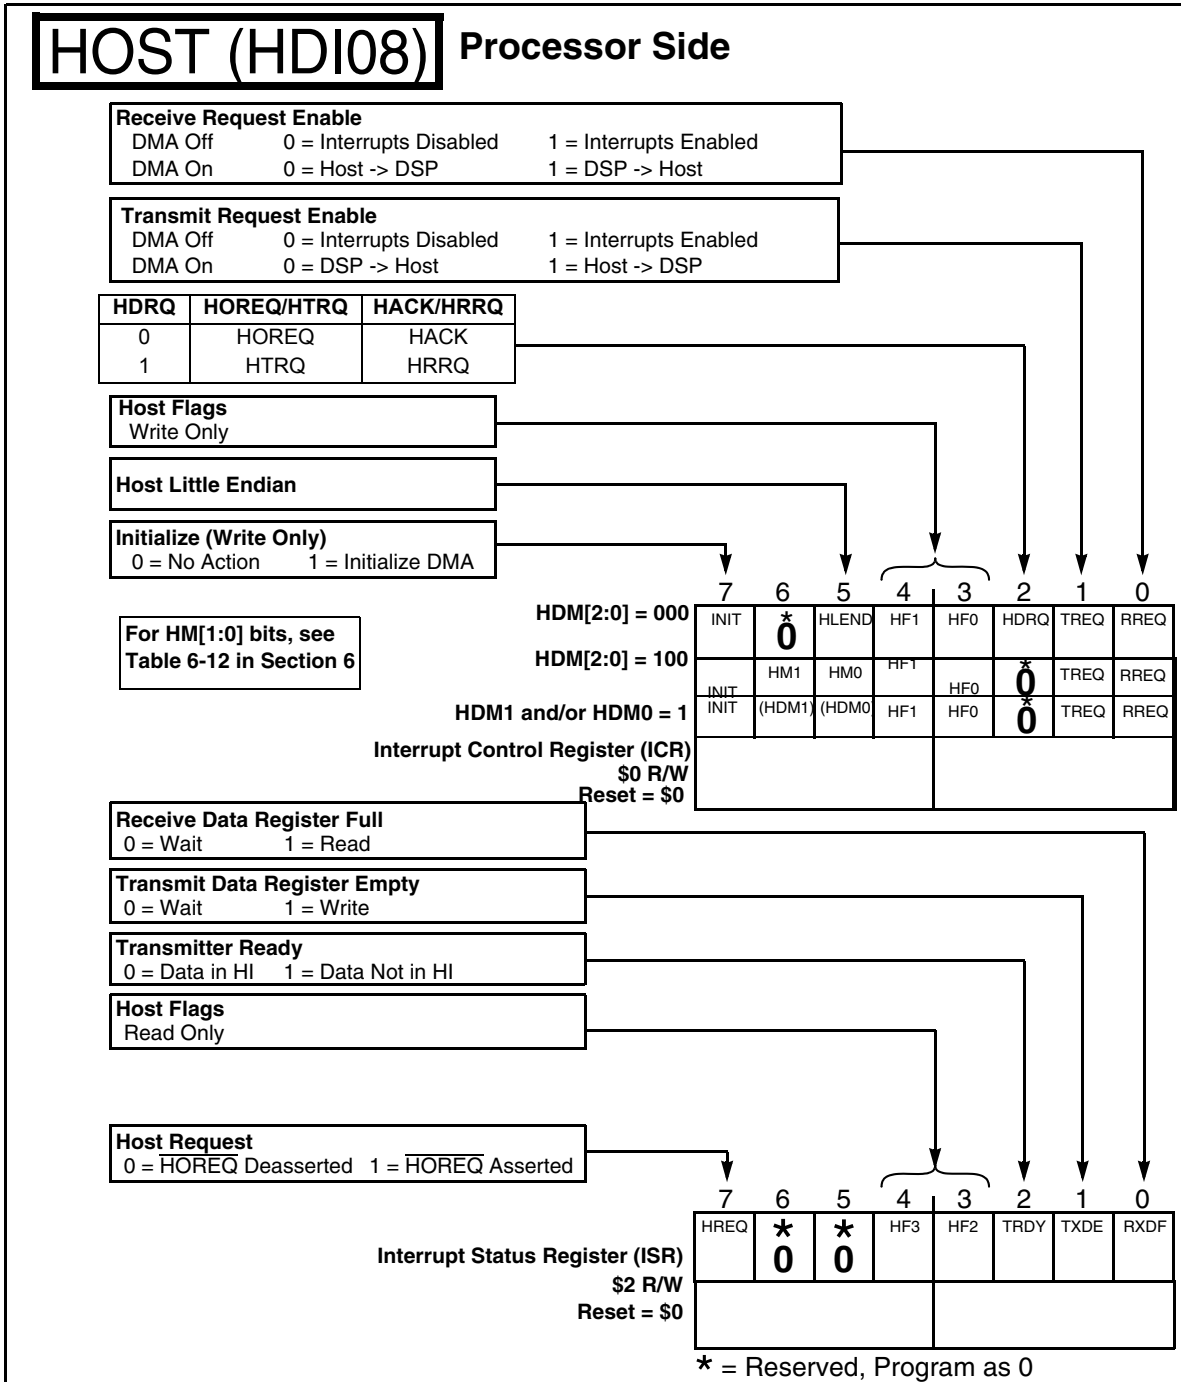 HOST (HDI08) Processor Side
Receive Request Enable
DMA Off 0 = Interrupts Disabled 1 = Interrupts Enabled
DMA On 0 = Host -> DSP 1 = DSP -> Host
Transmit Request Enable
DMA Off 0 = Interrupts Disabled 1 = Interrupts Enabled
DMA On 0 = DSP -> Host 1 = Host -> DSP
HDRQ HOREQ/HTRQ HACK/HRRQ
0 HOREQ HACK
1 HTRQ HRRQ
Host Flags
Write Only
Host Little Endian
Initialize (Write Only)
0 = No Action 1 = Initialize DMA
7 6 5 4 3 2 1 0
For HM[1:0] bits, see
Table 6-12 in Section 6
HDM[2:0] = 000 INIT * 0 HLEND HF1 HF0 HDRQ TREQ RREQ
HDM[2:0] = 100 INIT HM1 HM0 HF1 HF0 * 0 TREQ RREQ
HDM1 and/or HDM0 = 1 INIT (HDM1) (HDM0 HF1 HF0 * 0 TREQ RREQ
Interrupt Control Register (ICR)
$0 R/W
Reset = $0
Receive Data Register Full
0 = Wait 1 = Read
Transmit Data Register Empty
0 = Wait 1 = Write
Transmitter Ready
0 = Data in HI 1 = Data Not in HI
Host Flags
Read Only
Host Request
0 = HOREQ Deasserted 1 = HOREQ Asserted
7 6 5 4 3 2 1 0
HREQ * 0 * 0 HF3 HF2 TRDY TXDE RXDF
Interrupt Status Register (ISR)
$2 R/W
Reset = $0
* = Reserved, Program as 0